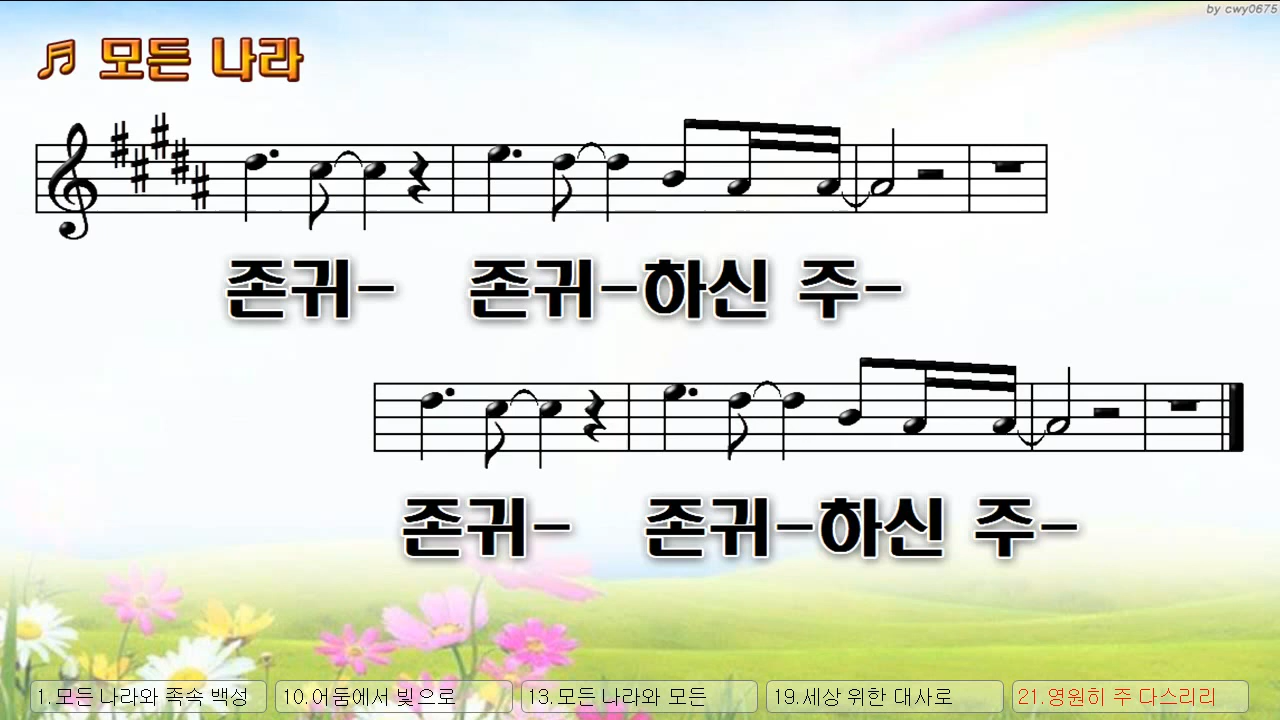 by cwy0675
♬ 모든 나라
존귀- 존귀-하신 주-
존귀- 존귀-하신 주-
1.모든 나라와 족속 백성 10.어둠에서 빛으로 13.모든 나라와 모든 19.세상 위한 대사로 21.영원히 주 다스리리